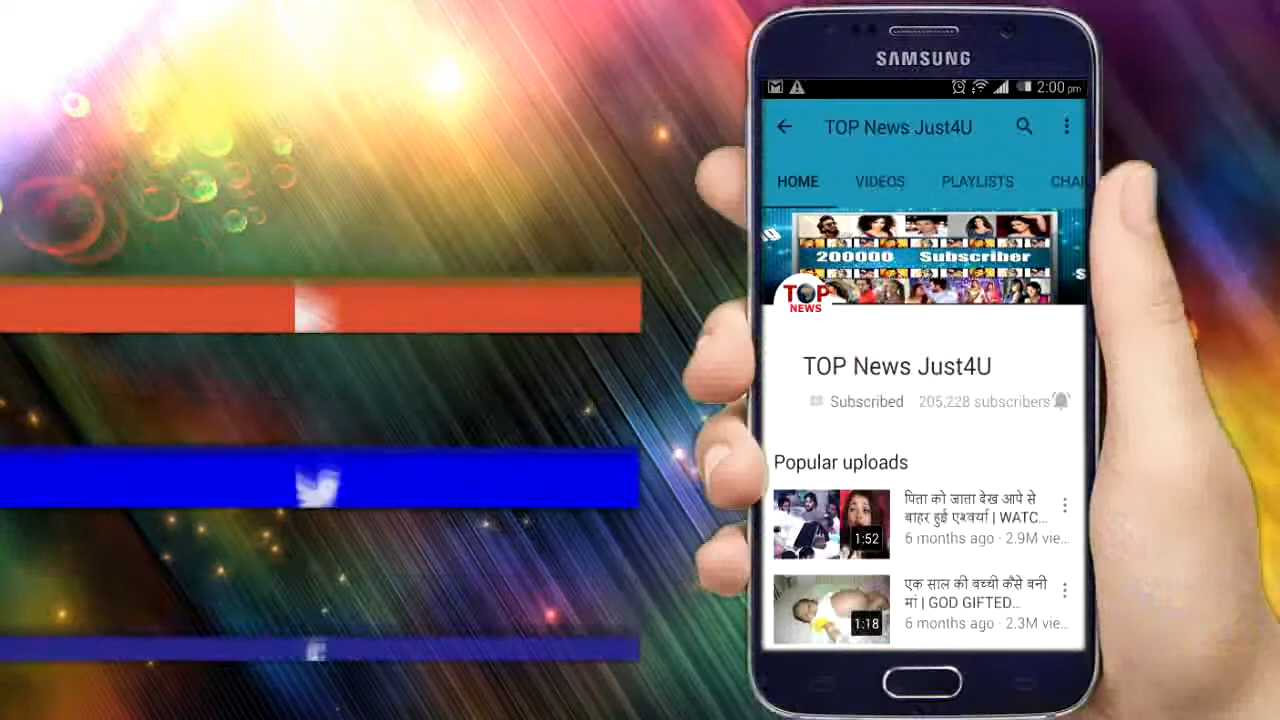 SAMSUNG
2:00 pm
TOP News Just4U
HOME VIDEOS PLAYLISTS CHA
200000 Subscriber
TOP
NEWS
TOP News Just4U
Subscribed 205,228 subscribers
Popular uploads
पिता को जाता देख आपे से
बाहर हुई एश्वर्या | WATC...
1:52
6 months ago · 2.9M vie...
एक साल की बच्ची कैसे बनी
मां | GOD GIFTED...
1:18
6 months ago · 2.3M vie...